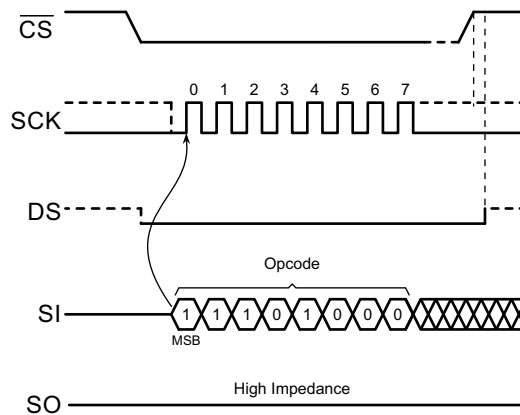 CS
0 1 2 3 4 5 6 7
SCK
DS
Opcode
SI
1 1 1 0 1 0 0 0
MSB
High Impedance
SO